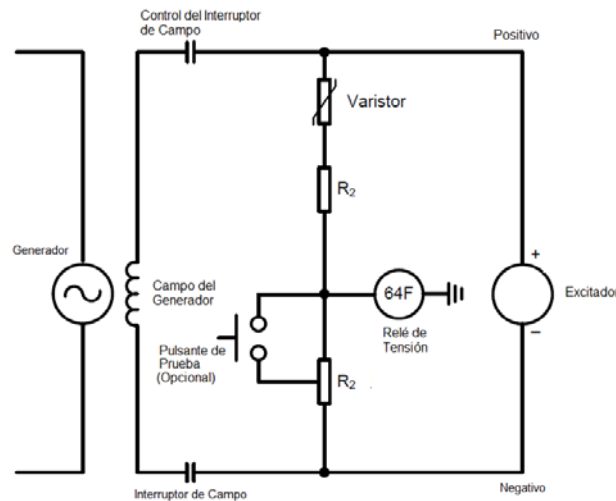 Control del Interruptor
de Campo
Positivo
Varistor
R2
Generador
Campo del
Generador
64F
+
Excitador
−
Relé de
Tensión
Pulsante de
Prueba
(Opcional)
R2
Interruptor de Campo
Negativo